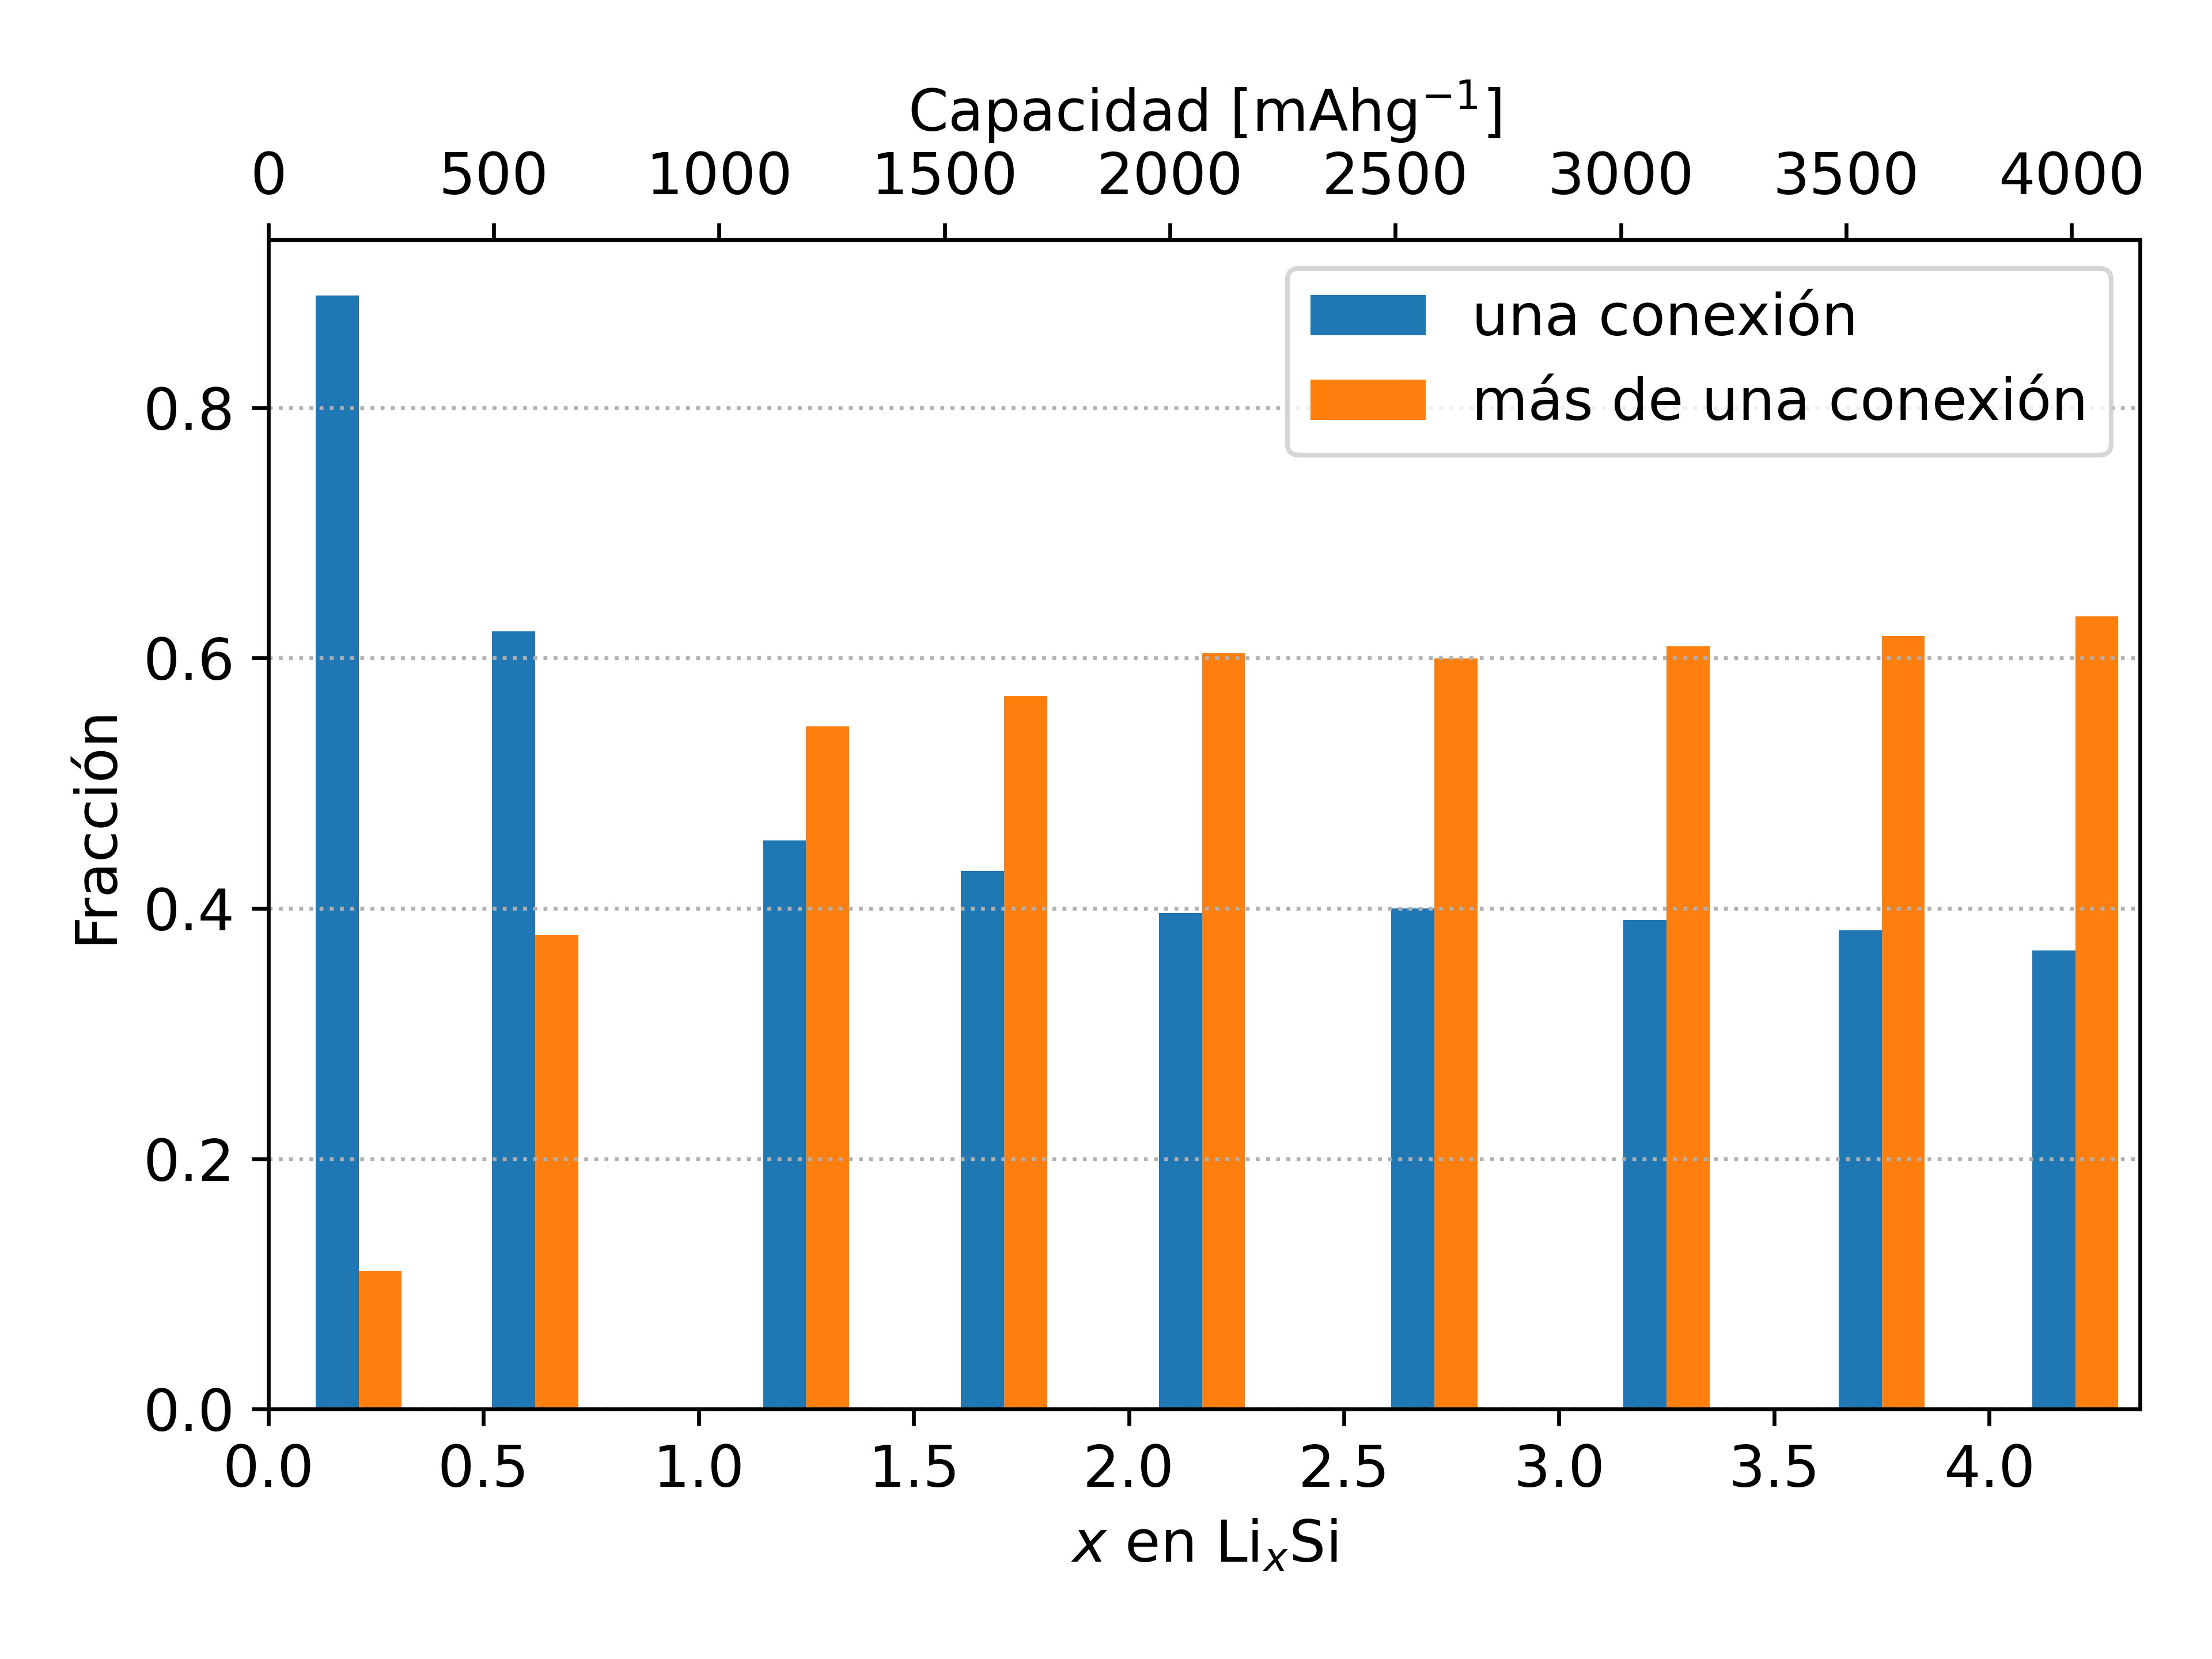 Capacidad [mAhg⁻¹]
0 500 1000 1500 2000 2500 3000 3500 4000
una conexión
más de una conexión
0.8
0.6
0.4
0.2
0.0
Fracción
0.0 0.5 1.0 1.5 2.0 2.5 3.0 3.5 4.0
x en LiₓSi